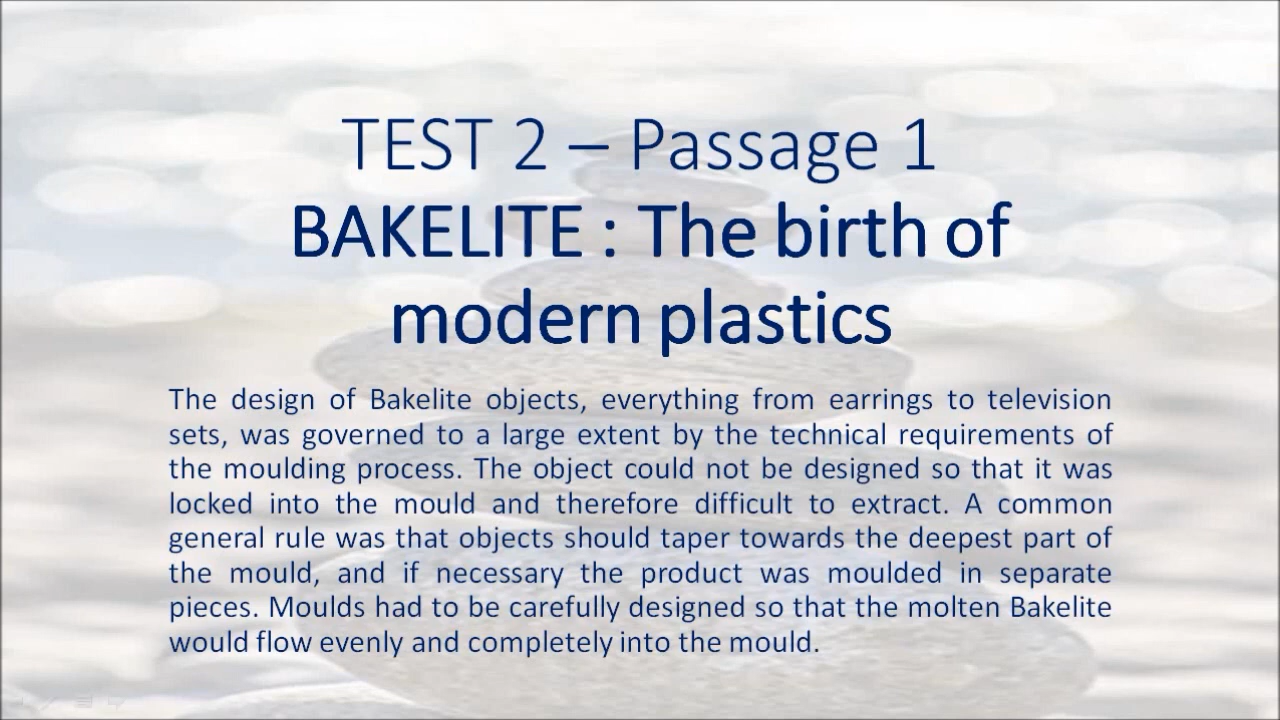 TEST 2 – Passage 1
BAKELITE : The birth of
modern plastics
The design of Bakelite objects, everything from earrings to television
sets, was governed to a large extent by the technical requirements of
the moulding process. The object could not be designed so that it was
locked into the mould and therefore difficult to extract. A common
general rule was that objects should taper towards the deepest part of
the mould, and if necessary the product was moulded in separate
pieces. Moulds had to be carefully designed so that the molten Bakelite
would flow evenly and completely into the mould.